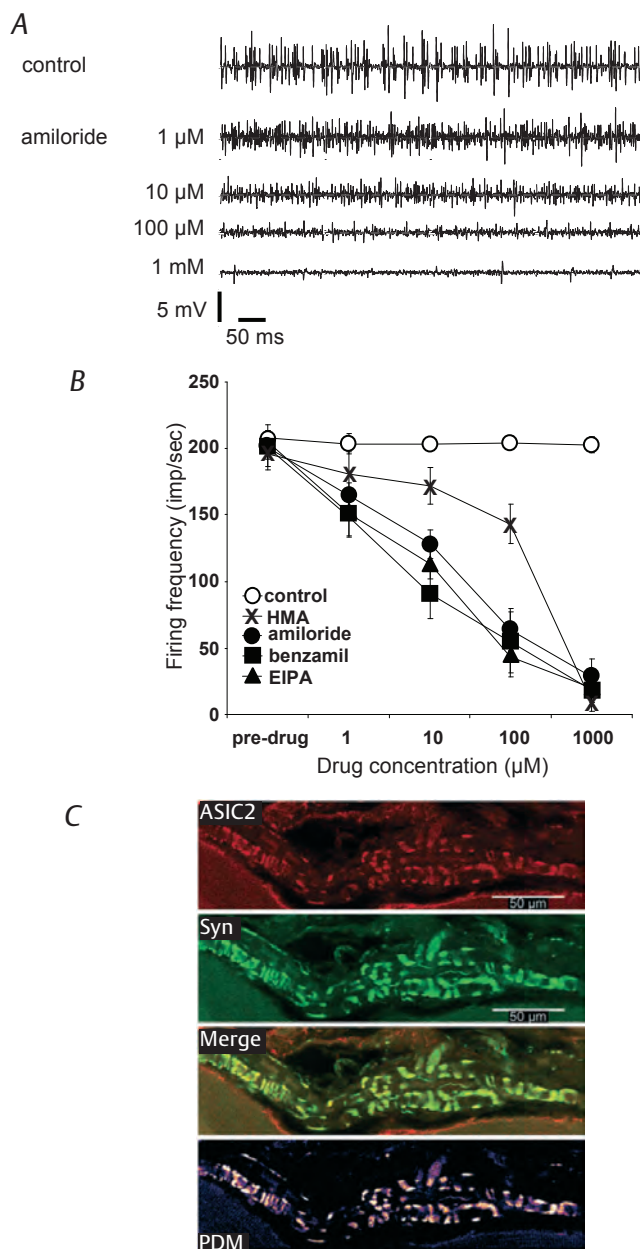 A
control
amiloride 1 µM
10 µM
100 µM
1 mM
5 mV
50 ms
B
Firing frequency (imp/sec)
250
200
150
100
50
0
control
HMA
amiloride
benzamil
EIPA
pre-drug 1 10 100 1000
Drug concentration (µM)
C
ASIC2
50 µm
Syn
50 µm
Merge
PDM